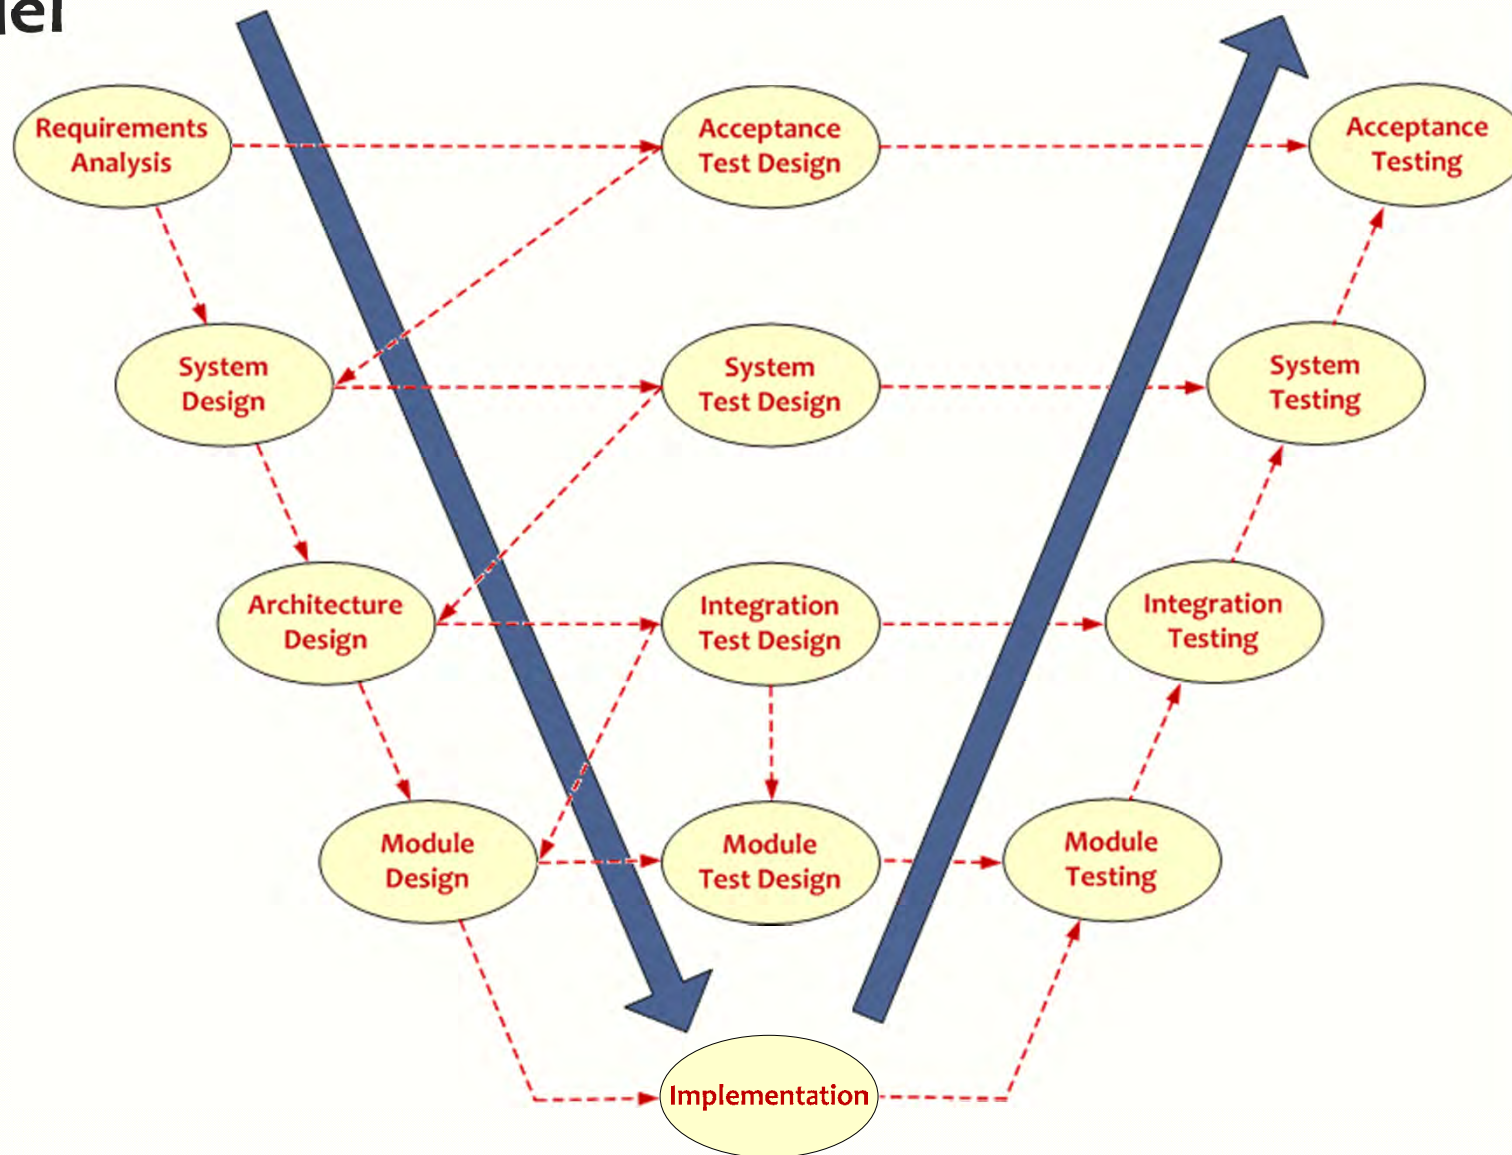 Requirements
Analysis
Acceptance
Test Design
Acceptance
Testing
System
Design
System
Test Design
System
Testing
Architecture
Design
Integration
Test Design
Integration
Testing
Module
Design
Module
Test Design
Module
Testing
Implementation